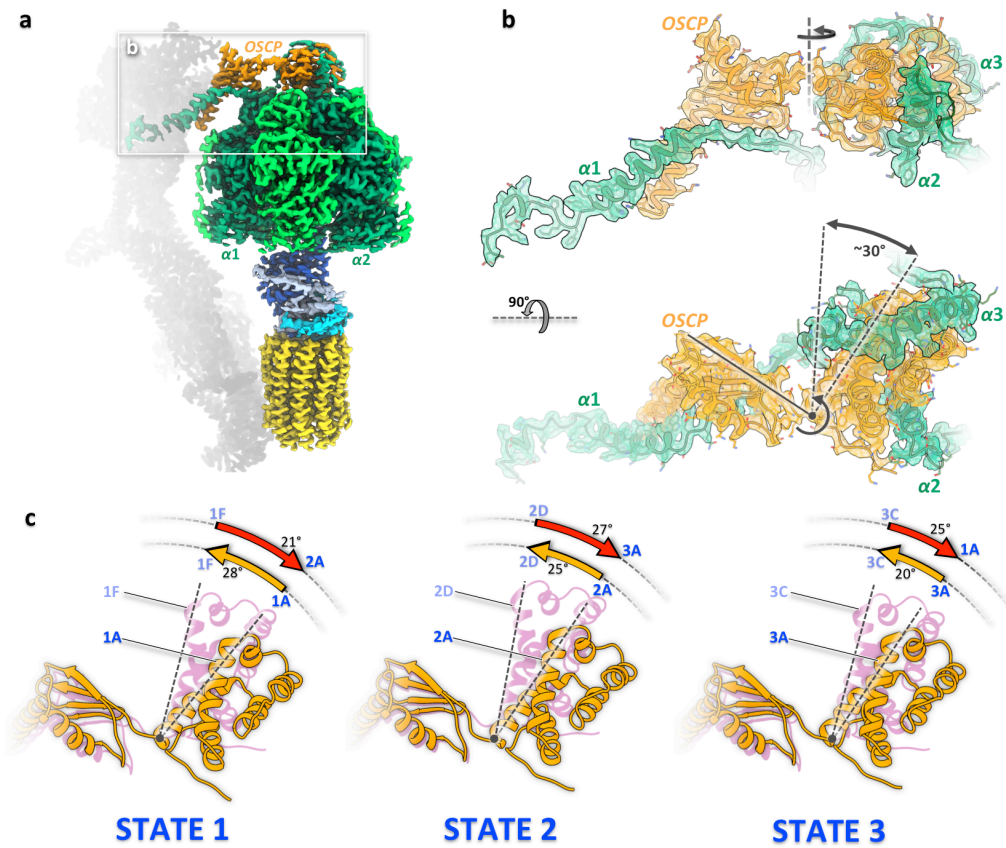 a
b
OSCP
α1
α2
b
OSCP
α3
α1
α2
~30°
90°
OSCP
α3
α1
α2
c
1F
21°
2A
1F
28°
1A
1F
1A
STATE 1
2D
27°
3A
2D
25°
2A
2D
2A
STATE 2
3C
25°
1A
3C
20°
3A
3C
3A
STATE 3